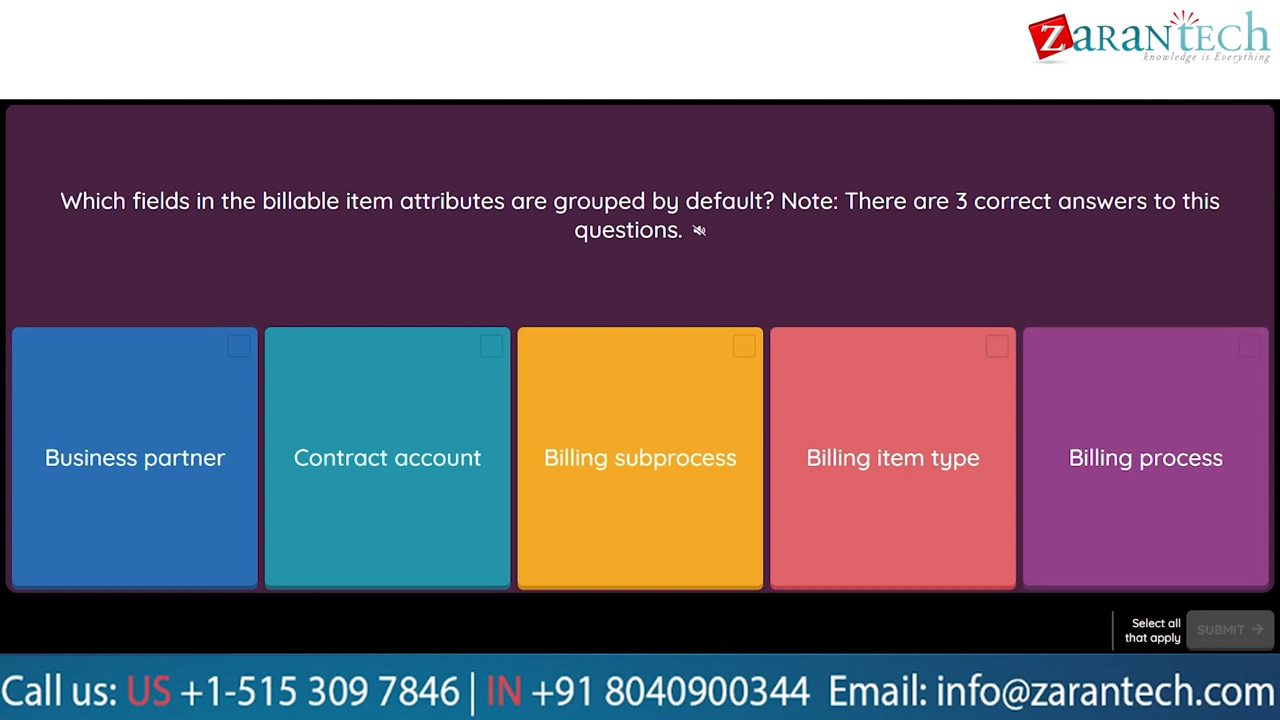 ZARANTECH
knowledge is Everything
Which fields in the billable item attributes are grouped by default? Note: There are 3 correct answers to this
questions.
Business partner
Contract account
Billing subprocess
Billing item type
Billing process
Select all
that apply
SUBMIT
Call us: US +1-515 309 7846 | IN +91 8040900344 Email: info@zarantech.com